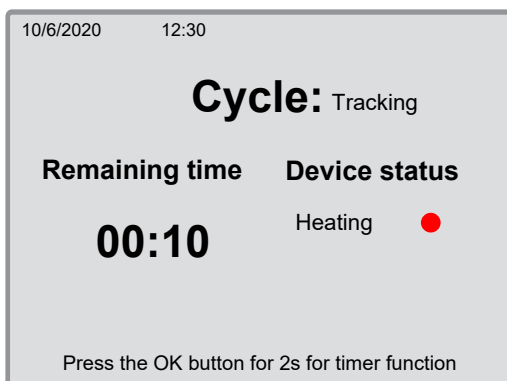 10/6/2020 12:30
Cycle: Tracking
Remaining time Device status
00:10 Heating
Press the OK button for 2s for timer function